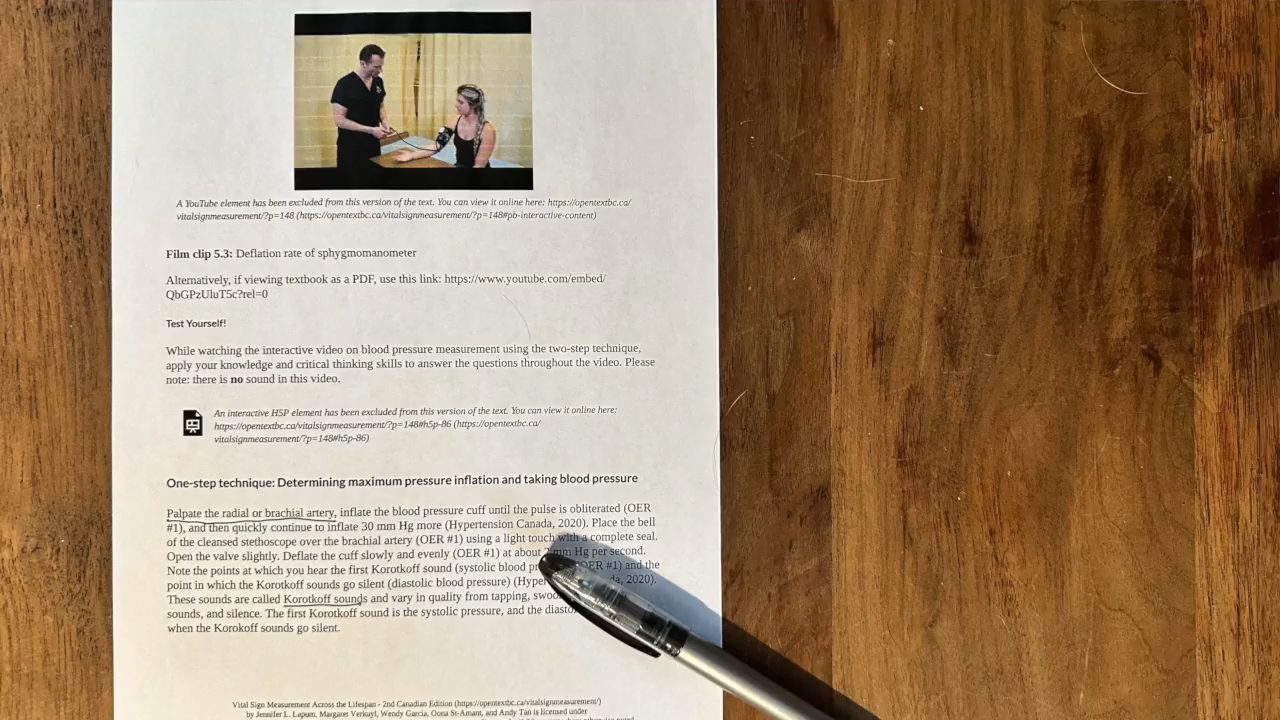 A YouTube element has been excluded from this version of the text. You can view it online here: https://opentextbc.ca/
vitalsignmeasurement/?p=148 (https://opentextbc.ca/vitalsignmeasurement/?p=148#pb-interactive-content)
Film clip 5.3: Deflation rate of sphygmomanometer
Alternatively, if viewing textbook as a PDF, use this link: https://www.youtube.com/embed/
QbGPzUluT5c?rel=0
Test Yourself!
While watching the interactive video on blood pressure measurement using the two-step technique,
apply your knowledge and critical thinking skills to answer the questions throughout the video. Please
note: there is no sound in this video.
An interactive H5P element has been excluded from this version of the text. You can view it online here:
https://opentextbc.ca/vitalsignmeasurement/?p=148#h5p-86 (https://opentextbc.ca/
vitalsignmeasurement/?p=148#h5p-86)
One-step technique: Determining maximum pressure inflation and taking blood pressure
Palpate the radial or brachial artery, inflate the blood pressure cuff until the pulse is obliterated (OER
#1), and then quickly continue to inflate 30 mm Hg more (Hypertension Canada, 2020). Place the bell
of the cleansed stethoscope over the brachial artery (OER #1) using a light touch with a complete seal.
Open the valve slightly. Deflate the cuff slowly and evenly (OER #1) at about mm Hg per second.
Note the points at which you hear the first Korotkoff sound (systolic blood OER #1) and the
point in which the Korotkoff sounds go silent (diastolic blood pressure) 2020).
These sounds are called Korotkoff sounds and vary in quality from tapping,
sounds, and silence. The first Korotkoff sound is the systolic pressure, and the
when the Korokoff sounds go silent.
Vital Sign Measurement Across the Lifespan - 2nd Canadian Edition (https://opentextbc.ca/vitalsignmeasurement/)
by Jennifer L. Lapum, Margaret Verkuyl, Wendy Garcia, Oona St-Amant, and Andy Tan is licensed under